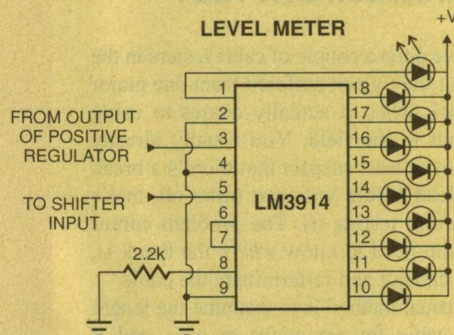 LEVEL METER
+V
FROM OUTPUT
OF POSITIVE
REGULATOR
TO SHIFTER
INPUT
2.2k
LM3914
1
2
3
4
5
6
7
8
9
18
17
16
15
14
13
12
11
10